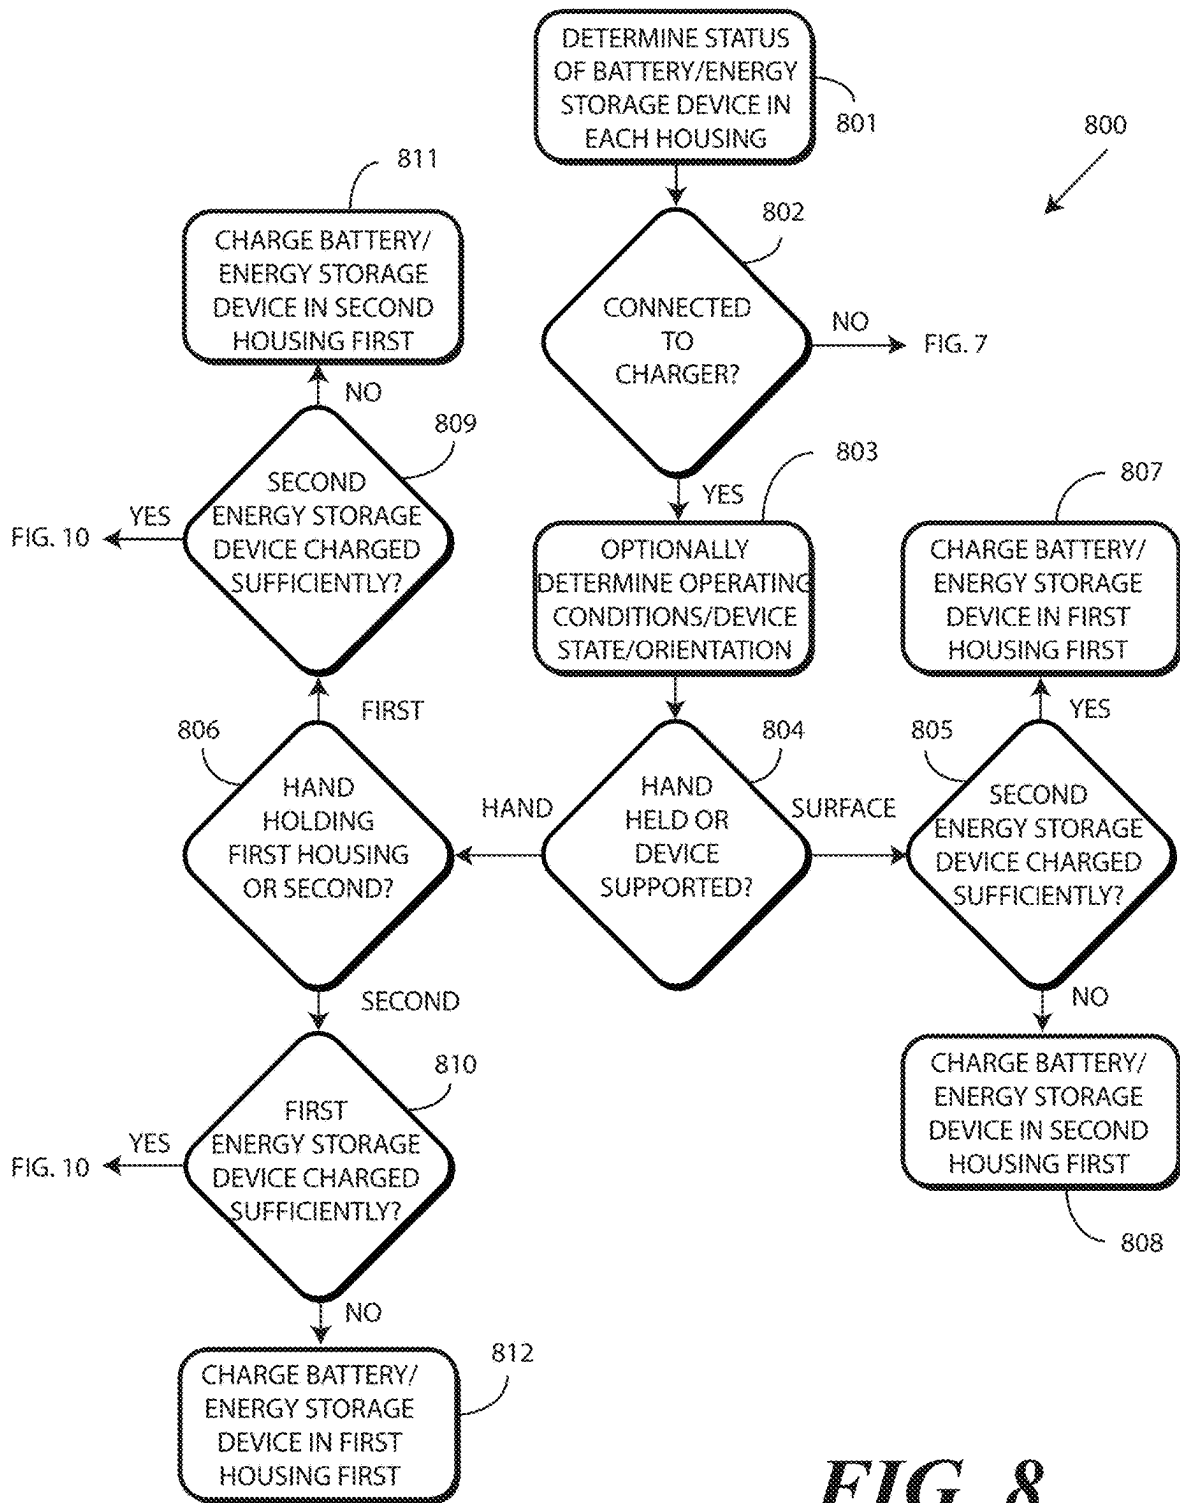 DETERMINE STATUS
OF BATTERY/ENERGY
STORAGE DEVICE IN
EACH HOUSING
801
800
811
CHARGE BATTERY/
ENERGY STORAGE
DEVICE IN SECOND
HOUSING FIRST
802
CONNECTED
TO
CHARGER?
NO
FIG. 7
NO
809
SECOND
ENERGY STORAGE
DEVICE CHARGED
SUFFICIENTLY?
YES
FIG. 10
YES
803
OPTIONALLY
DETERMINE OPERATING
CONDITIONS/DEVICE
STATE/ORIENTATION
807
CHARGE BATTERY/
ENERGY STORAGE
DEVICE IN FIRST
HOUSING FIRST
FIRST
806
HAND
HOLDING
FIRST HOUSING
OR SECOND?
HAND
804
HAND
HELD OR
DEVICE
SUPPORTED?
SURFACE
805
YES
SECOND
ENERGY STORAGE
DEVICE CHARGED
SUFFICIENTLY?
SECOND
NO
810
FIRST
ENERGY STORAGE
DEVICE CHARGED
SUFFICIENTLY?
YES
FIG. 10
CHARGE BATTERY/
ENERGY STORAGE
DEVICE IN SECOND
HOUSING FIRST
808
NO
812
CHARGE BATTERY/
ENERGY STORAGE
DEVICE IN FIRST
HOUSING FIRST
FIG. 8